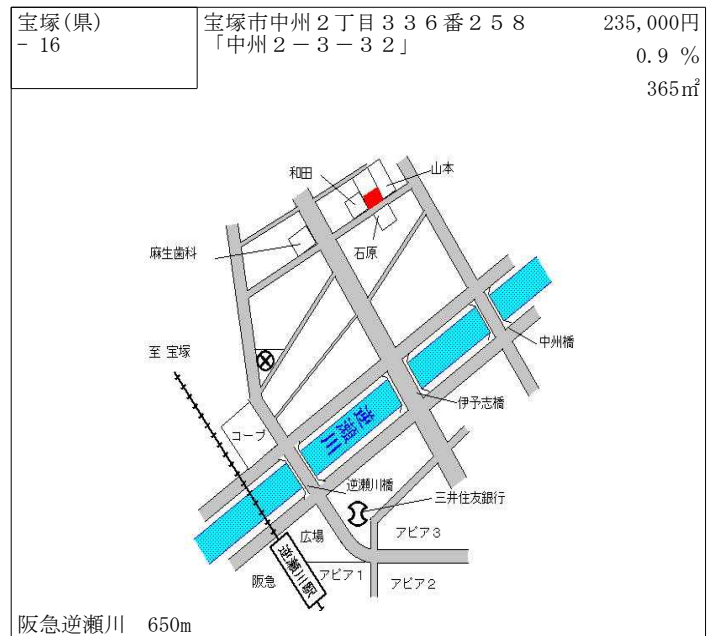 宝塚(県)
- 16
宝塚市中州２丁目３３６番２５８
「中州２－３－３２」
235,000円
0.9 %
365㎡
和田
山本
麻生歯科
石原
至 宝塚
中州橋
伊予志橋
コープ
逆瀬川
逆瀬川橋
三井住友銀行
広場
アピア3
逆瀬川駅
阪急
アピア1
アピア2
阪急逆瀬川 650m